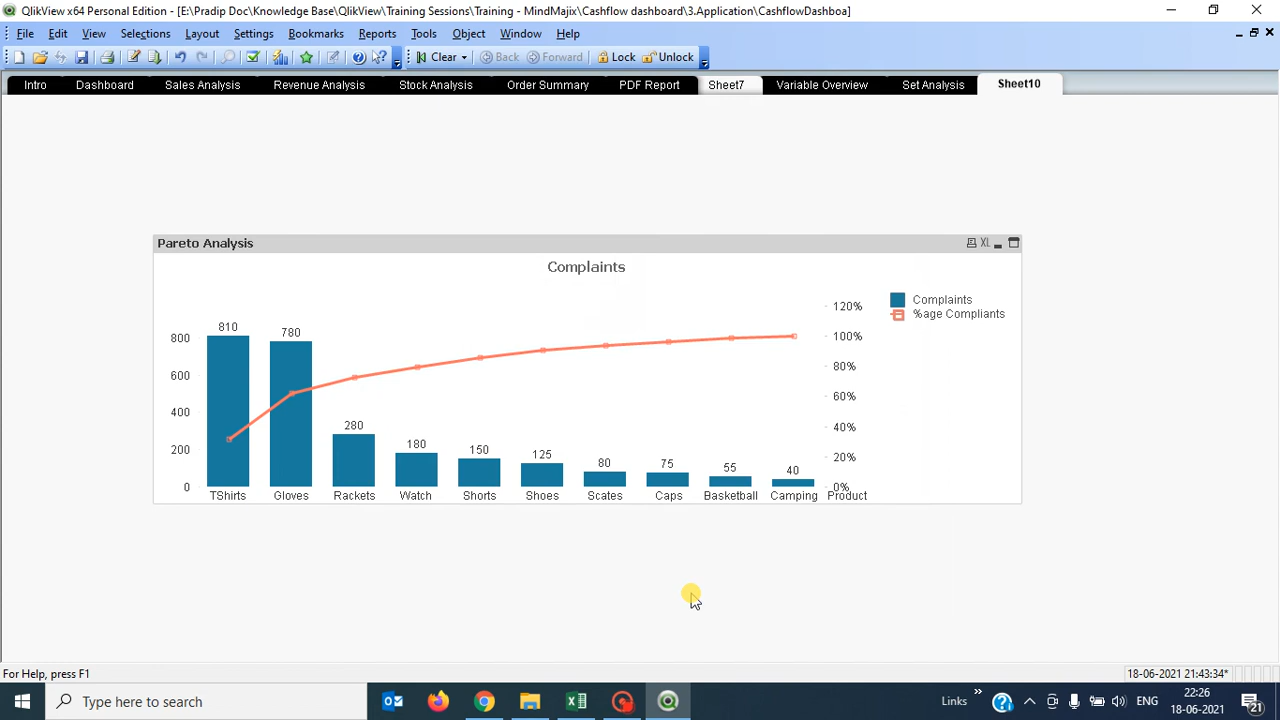 QlikView x64 Personal Edition - [E:\Pradip Doc\Knowledge Base\QlikView\Training Sessions\Training - MindMajix\Cashflow dashboard\3.Application\CashflowDashboa]
File Edit View Selections Layout Settings Bookmarks Reports Tools Object Window Help
Clear Back Forward Lock Unlock
Intro Dashboard Sales Analysis Revenue Analysis Stock Analysis Order Summary PDF Report Sheet7 Variable Overview Set Analysis Sheet10
Pareto Analysis XL
Complaints
Complaints
%age Compliants
120%
100%
80%
60%
40%
20%
0%
800
600
400
200
0
810
780
280
180
150
125
80
75
55
40
TShirts Gloves Rackets Watch Shorts Shoes Scates Caps Basketball Camping Product
For Help, press F1
18-06-2021 21:43:34*
Type here to search
Links » ENG
22:26
18-06-2021
21